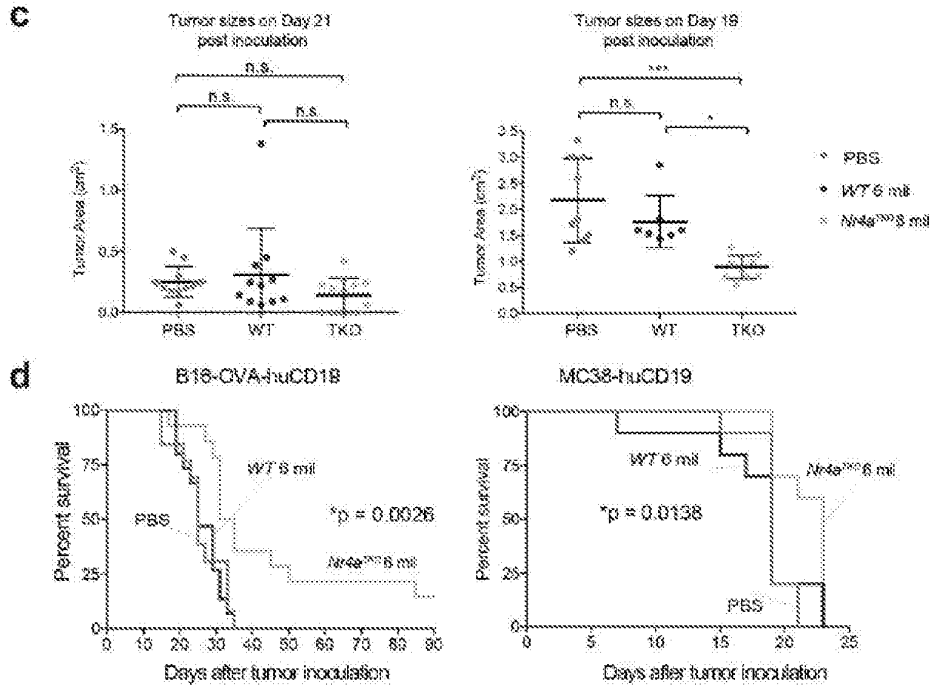 c
Tumor sizes on Day 21
post inoculation
n.s.
n.s.
n.s.
Tumor Area (cm²)
1.5
1.0
0.5
0.0
PBS
WT
TKO
Tumor sizes on Day 19
post inoculation
***
n.s.
*
Tumor Area (cm²)
3.5
3.0
2.5
2.0
1.5
1.0
0.5
0.0
PBS
WT
TKO
PBS
WT 6 mil
d
B16-OVA-huCD19
Percent survival
100
75
50
25
0
PBS
WT 6 mil
*p = 0.0026
0 10 20 30 40 50 60 70 80 90
Days after tumor inoculation
MC38-huCD19
Percent survival
100
75
50
25
0
WT 6 mil
*p = 0.0138
PBS
0 5 10 15 20 25
Days after tumor inoculation